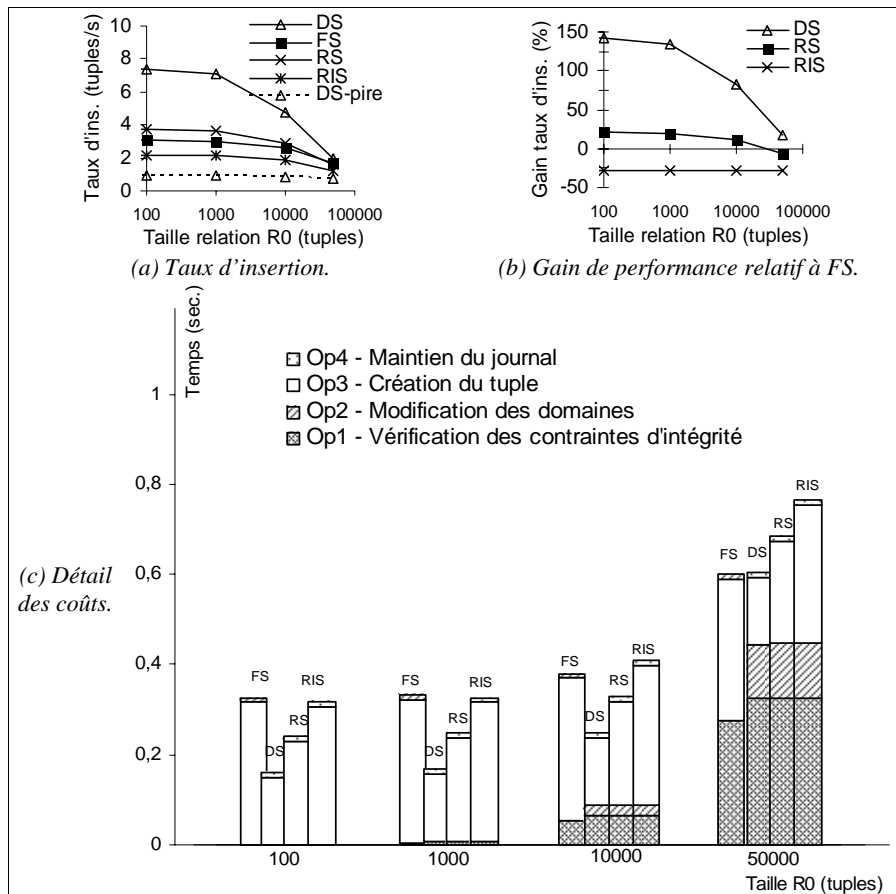 10
8
6
4
2
0
Taux d'ins. (tuples/s)
DS
FS
RS
RIS
DS-pire
100 1000 10000 100000
Taille relation R0 (tuples)
(a) Taux d'insertion.
150
100
50
0
-50
Gain taux d'ins. (%)
DS
RS
RIS
100 1000 10000 100000
Taille relation R0 (tuples)
(b) Gain de performance relatif à FS.
Temps (sec.)
Op4 - Maintien du journal
Op3 - Création du tuple
Op2 - Modification des domaines
Op1 - Vérification des contraintes d'intégrité
1
0,8
0,6
0,4
0,2
0
(c) Détail
des coûts.
FS DS RS RIS
FS DS RS RIS
FS DS RS RIS
FS DS RS RIS
100 1000 10000 50000
Taille R0 (tuples)